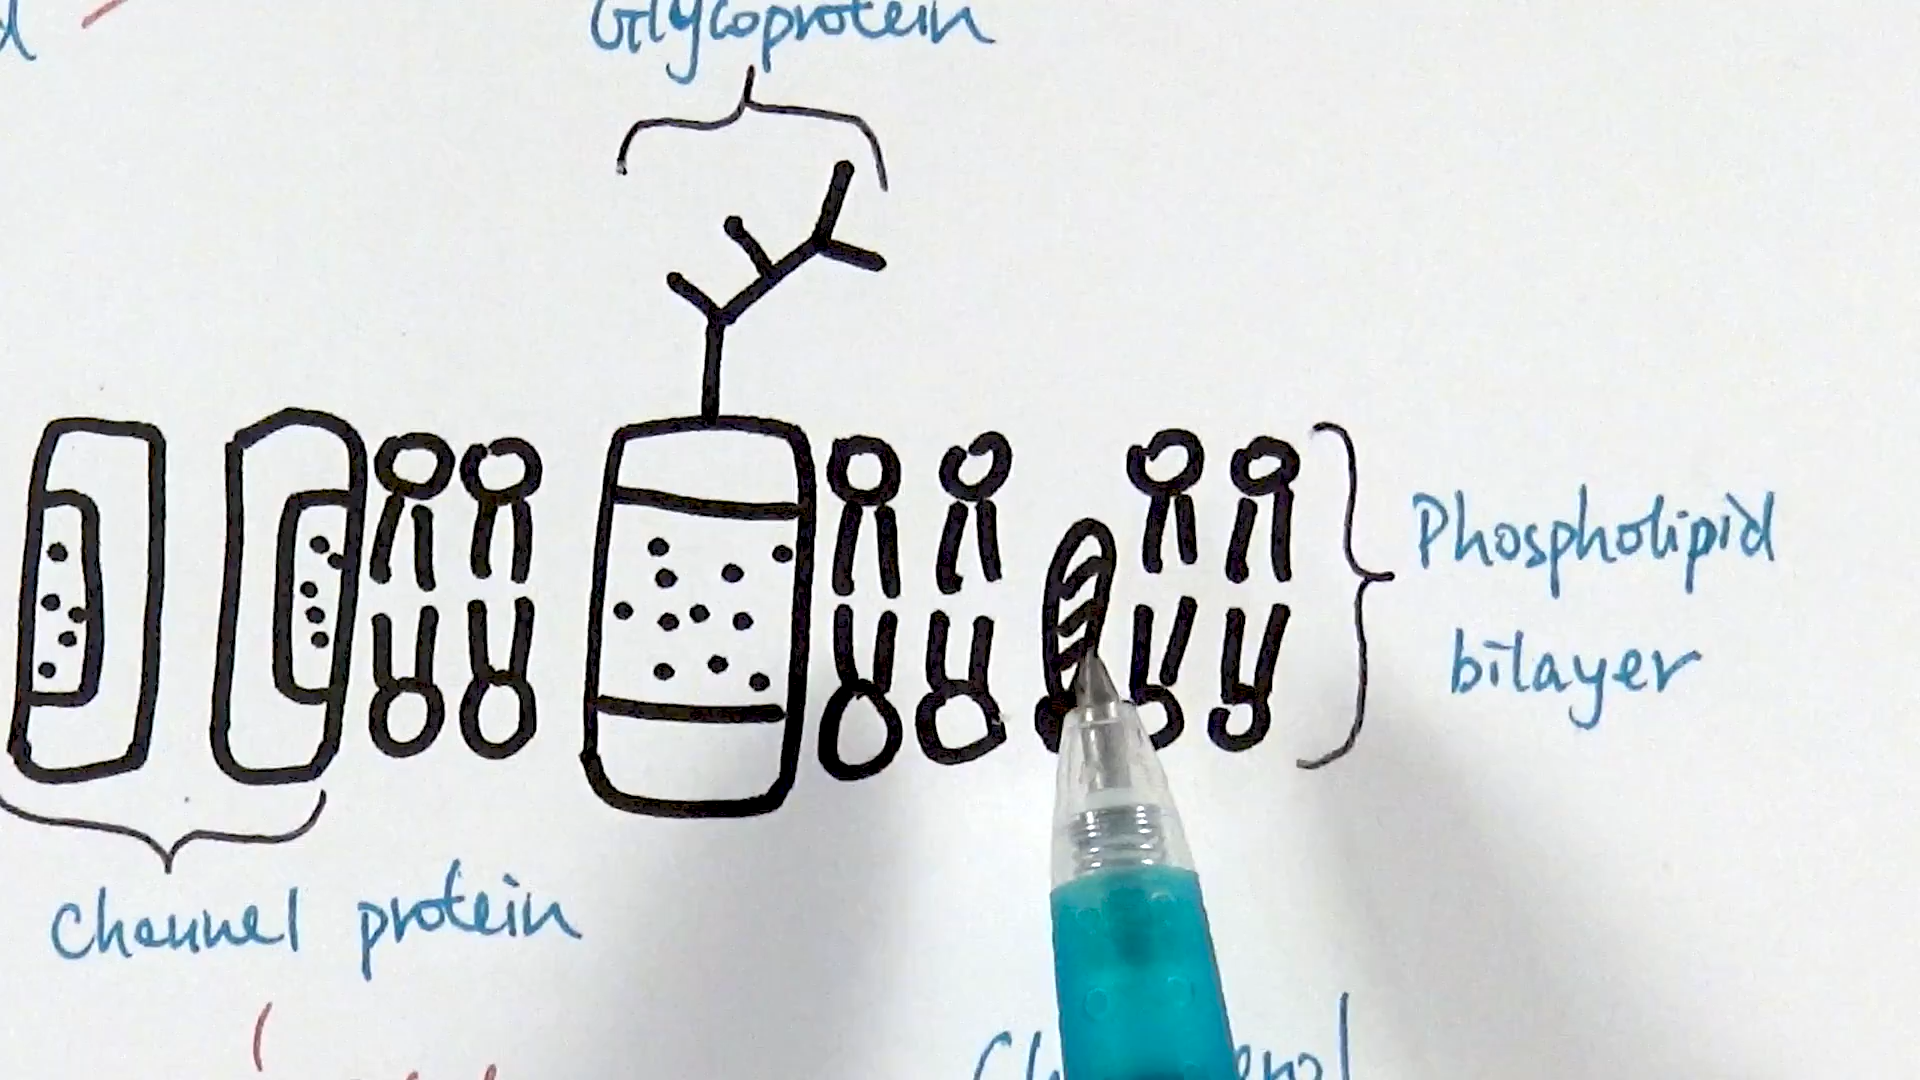 Glycoprotein
Phospholipid
bilayer
Channel protein